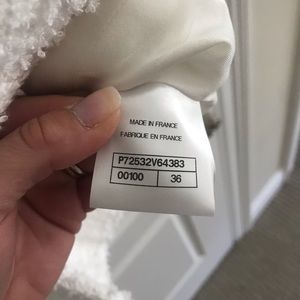 MADE IN FRANCE
FABRIQUE EN FRANCE
P72532V64383
00100 36